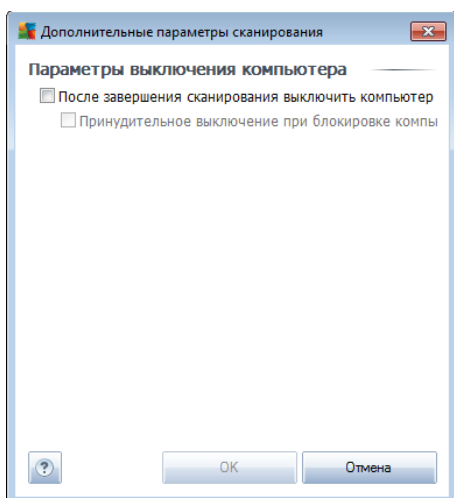 Дополнительные параметры сканирования
Параметры выключения компьютера
После завершения сканирования выключить компьютер
Принудительное выключение при блокировке компы
?
OK
Отмена